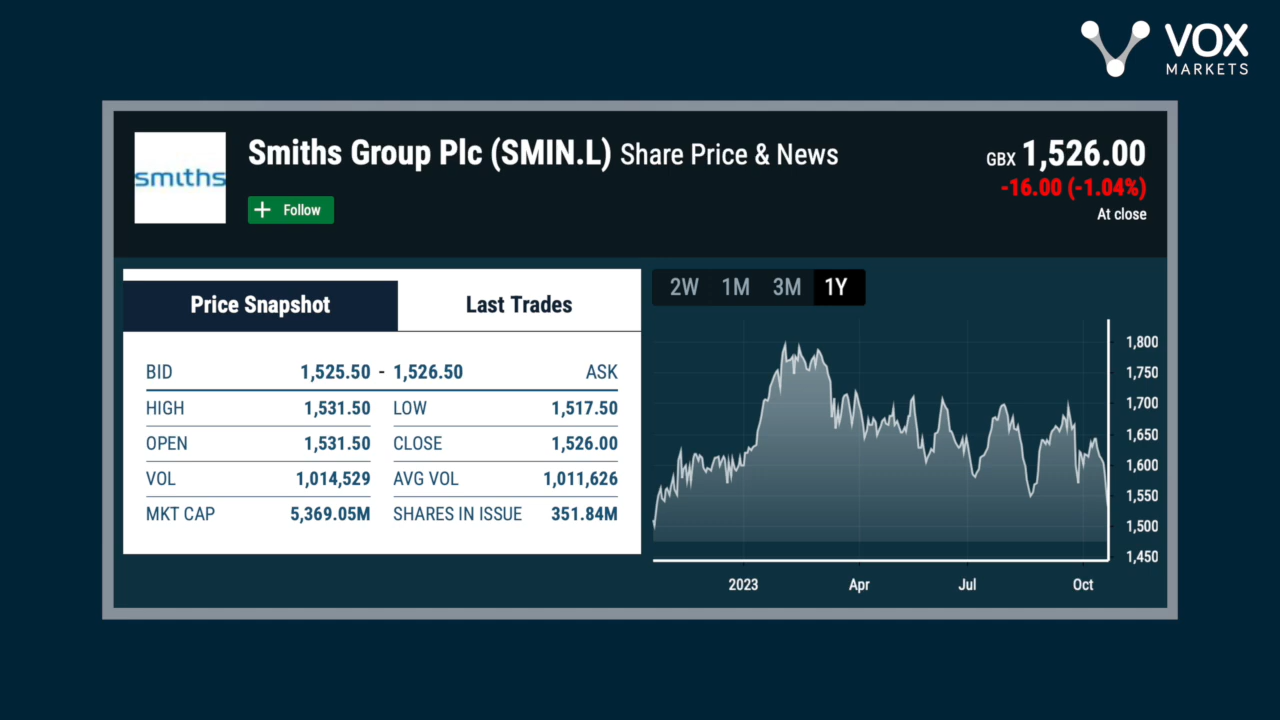 VOX
MARKETS
smiths
Smiths Group Plc (SMIN.L) Share Price & News
+ Follow
GBX 1,526.00
-16.00 (-1.04%)
At close
Price Snapshot
Last Trades
BID 1,525.50 - 1,526.50 ASK
HIGH 1,531.50 LOW 1,517.50
OPEN 1,531.50 CLOSE 1,526.00
VOL 1,014,529 AVG VOL 1,011,626
MKT CAP 5,369.05M SHARES IN ISSUE 351.84M
2W 1M 3M 1Y
1,800
1,750
1,700
1,650
1,600
1,550
1,500
1,450
2023 Apr Jul Oct